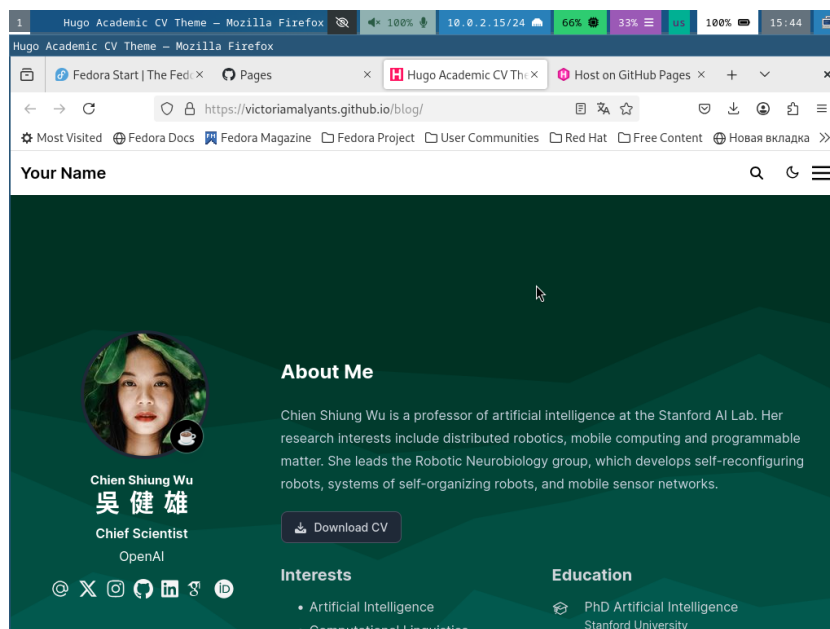 1 Hugo Academic CV Theme — Mozilla Firefox 100% 10.0.2.15/24 66% 33% us 100% 15:44
Hugo Academic CV Theme — Mozilla Firefox
Fedora Start | The Fed Pages Hugo Academic CV The Host on GitHub Pages
https://victoriamalyants.github.io/blog/
Most Visited Fedora Docs Fedora Magazine Fedora Project User Communities Red Hat Free Content Новая вкладка
Your Name
About Me
Chien Shiung Wu is a professor of artificial intelligence at the Stanford AI Lab. Her
research interests include distributed robotics, mobile computing and programmable
matter. She leads the Robotic Neurobiology group, which develops self-reconfiguring
robots, systems of self-organizing robots, and mobile sensor networks.
Download CV
Chien Shiung Wu
吳健雄
Chief Scientist
OpenAI
Interests
Artificial Intelligence
Computational Linguistics
Education
PhD Artificial Intelligence
Stanford University